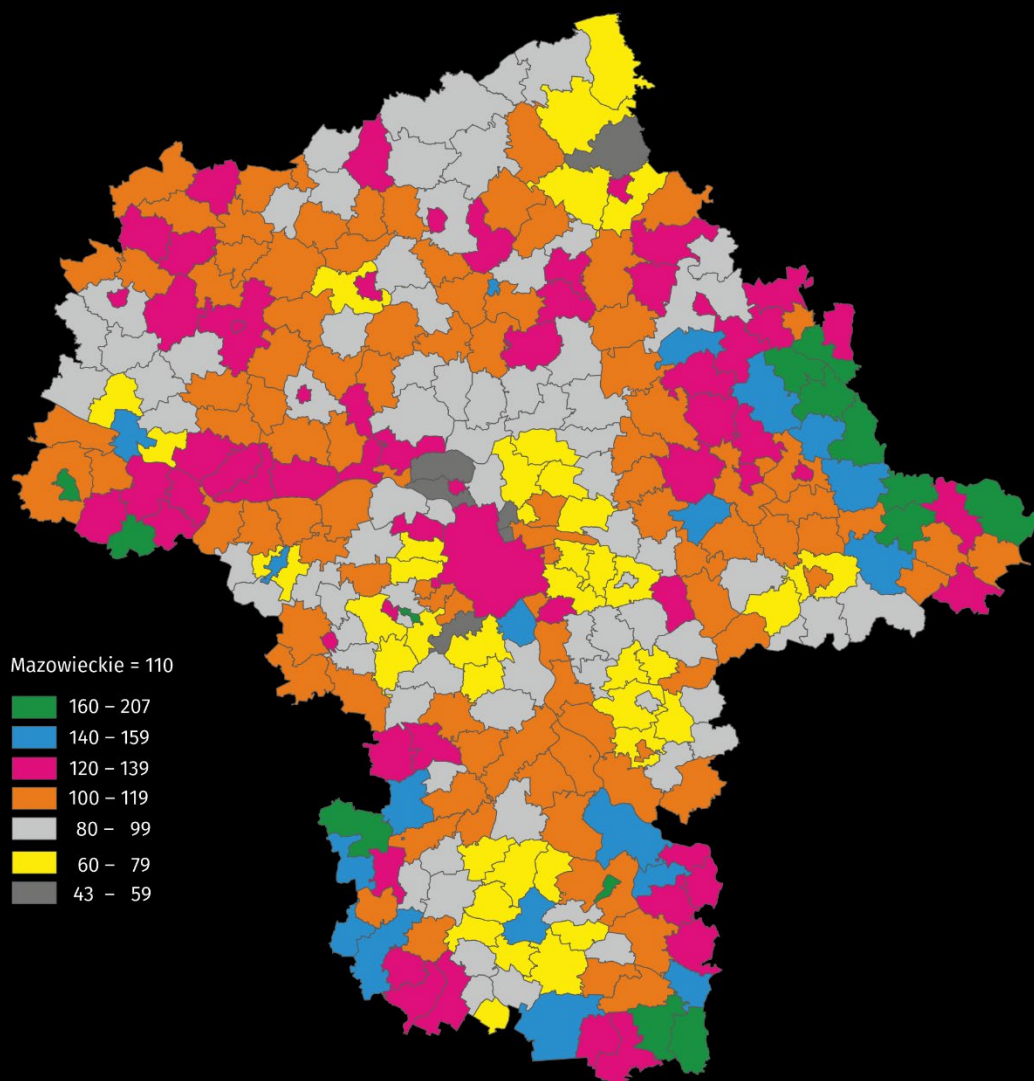 Mazowieckie = 110
160 – 207
140 – 159
120 – 139
100 – 119
80 – 99
60 – 79
43 – 59